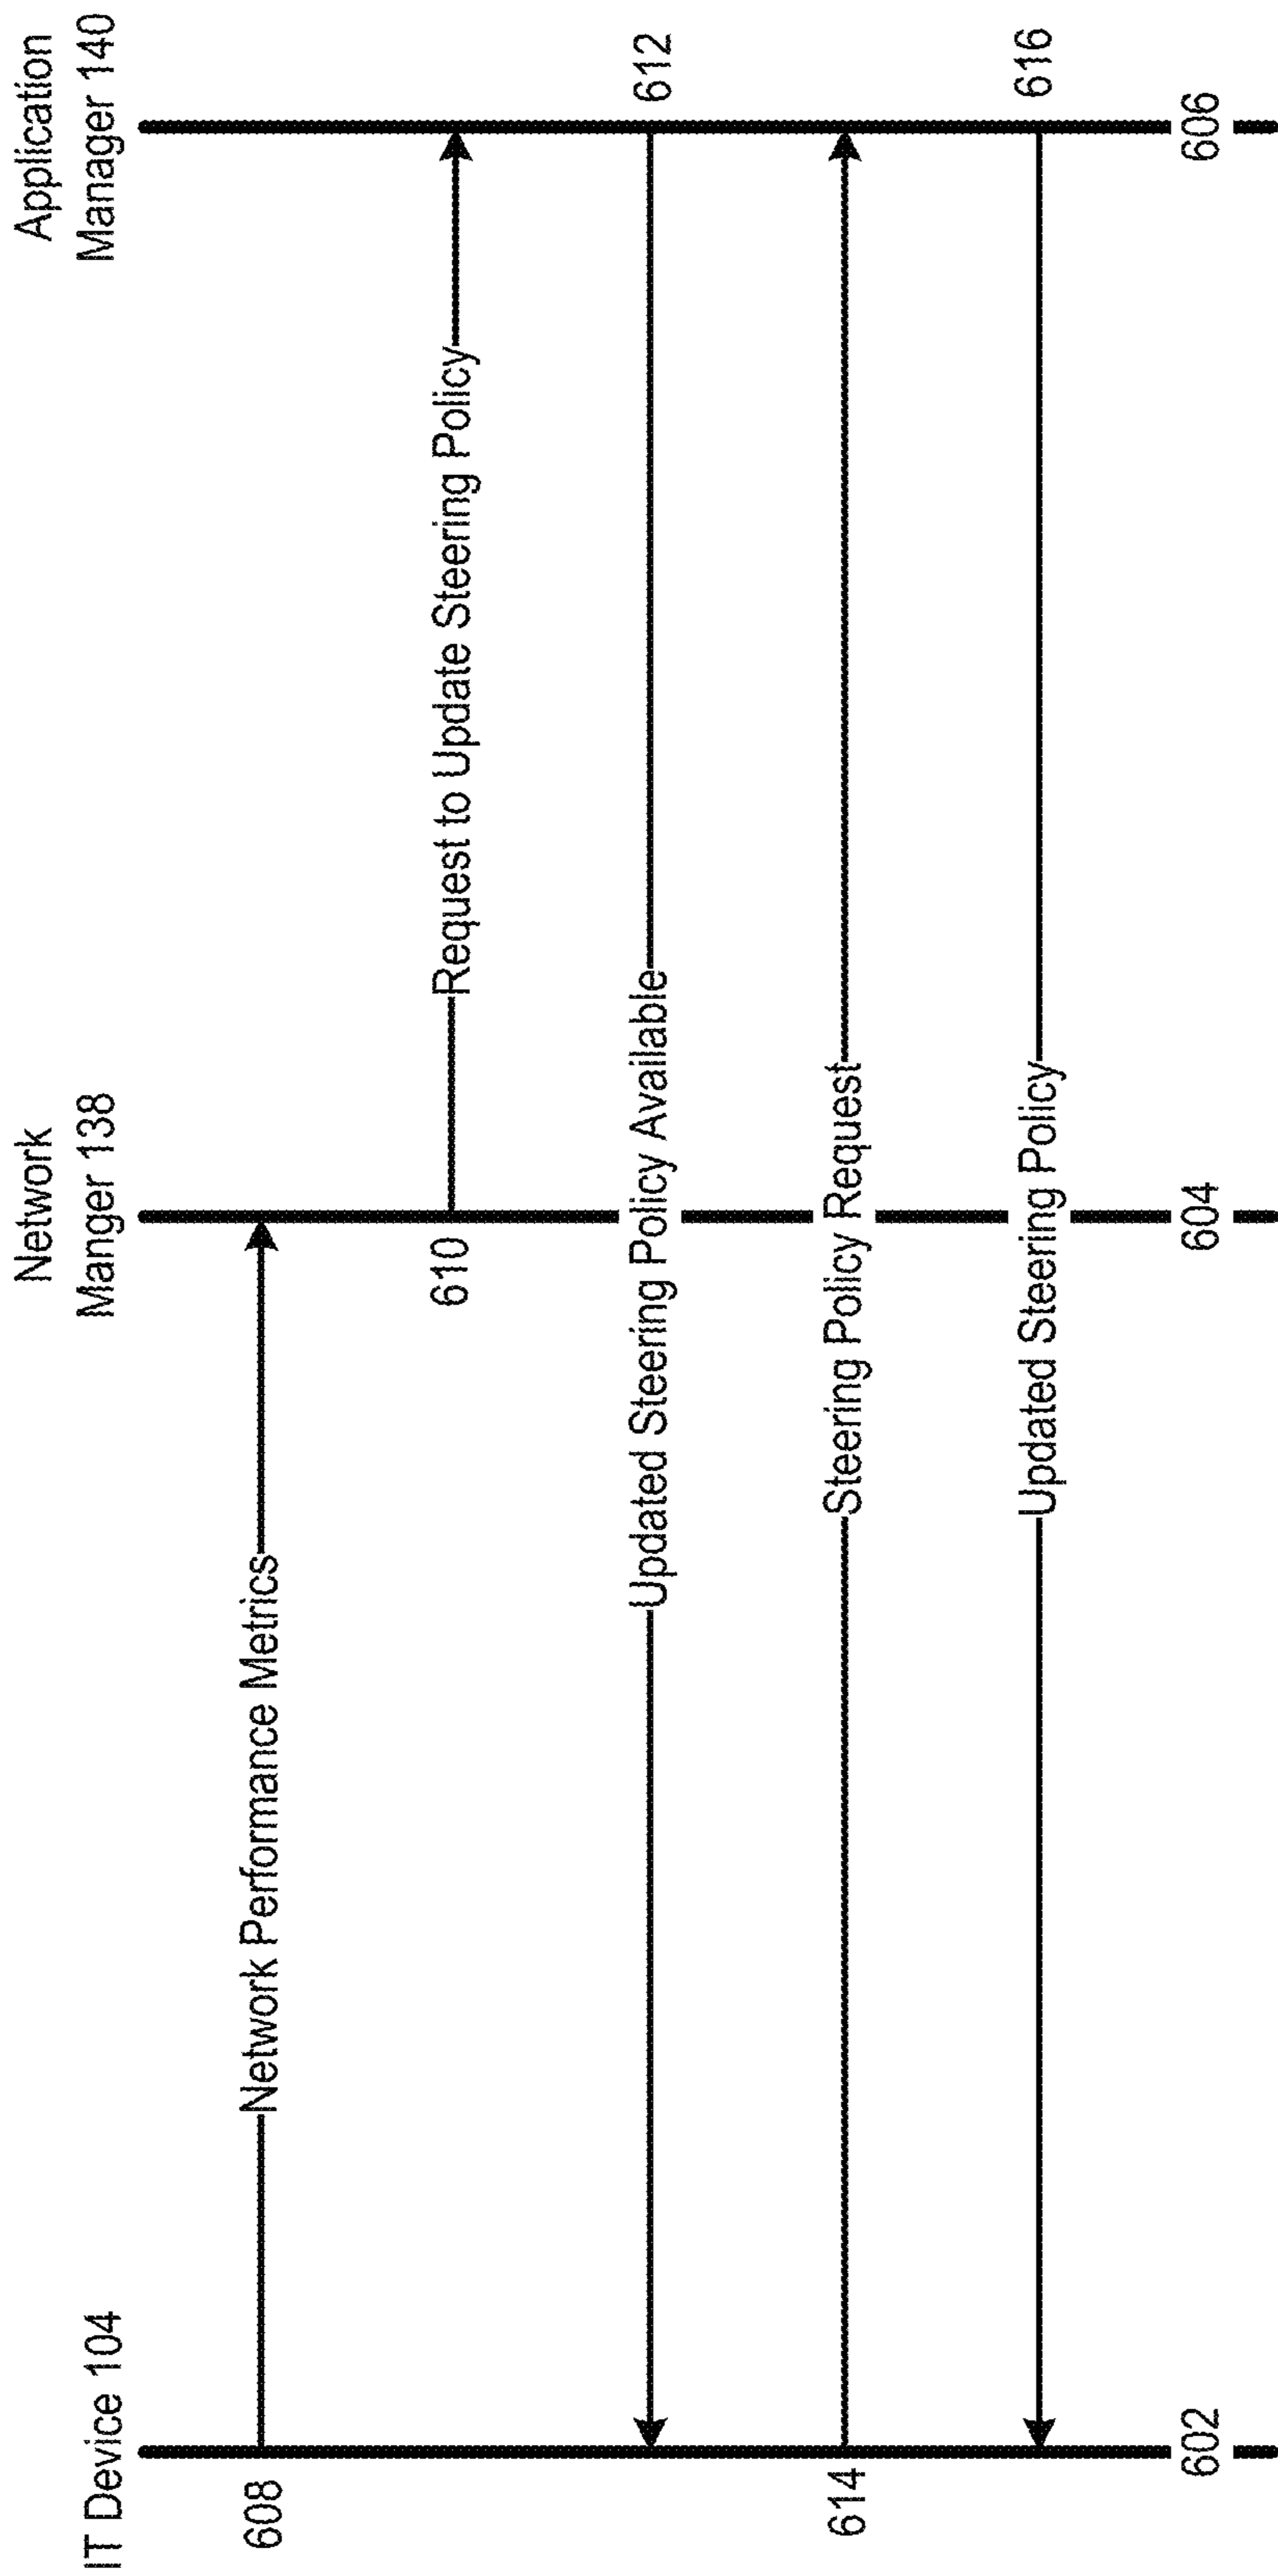 IT Device 104
Network
Manger 138
Application
Manager 140
608
Network Performance Metrics
610
Request to Update Steering Policy
Updated Steering Policy Available
612
614
Steering Policy Request
Updated Steering Policy
616
602
604
606